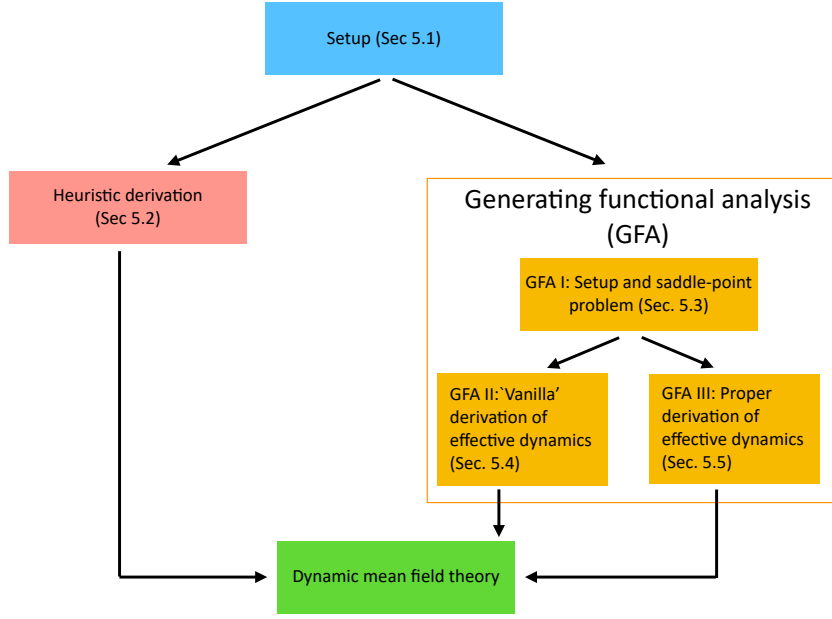 Setup (Sec 5.1)
Heuristic derivation
(Sec 5.2)
Generating functional analysis
(GFA)
GFA I: Setup and saddle-point
problem (Sec. 5.3)
GFA II:`Vanilla’
derivation of
effective dynamics
(Sec. 5.4)
GFA III: Proper
derivation of
effective dynamics
(Sec. 5.5)
Dynamic mean field theory